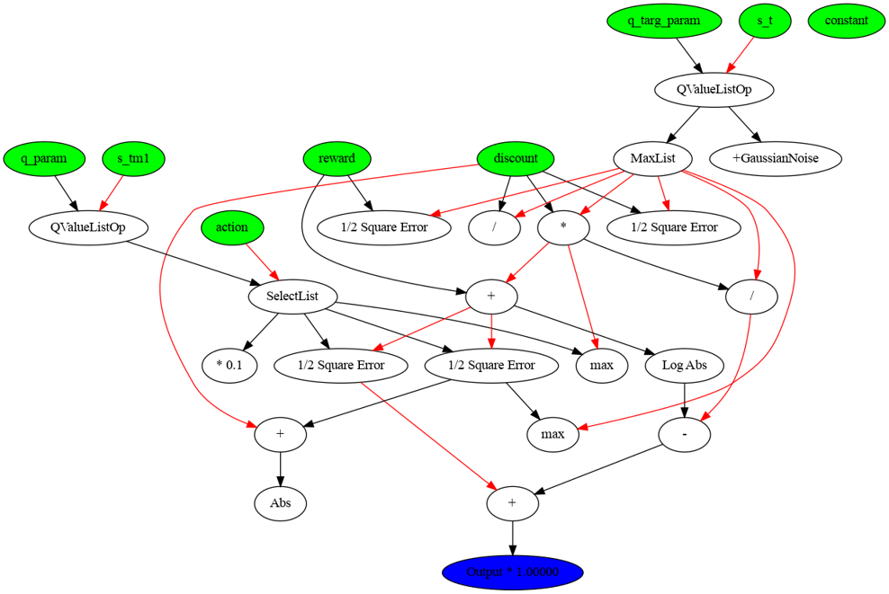 q_targ_param
s_t
constant
QValueListOp
q_param
s_tm1
reward
discount
MaxList
+GaussianNoise
QValueListOp
action
1/2 Square Error
/
*
1/2 Square Error
SelectList
+
/
* 0.1
1/2 Square Error
1/2 Square Error
max
Log Abs
+
max
-
Abs
+
Output * 1.00000